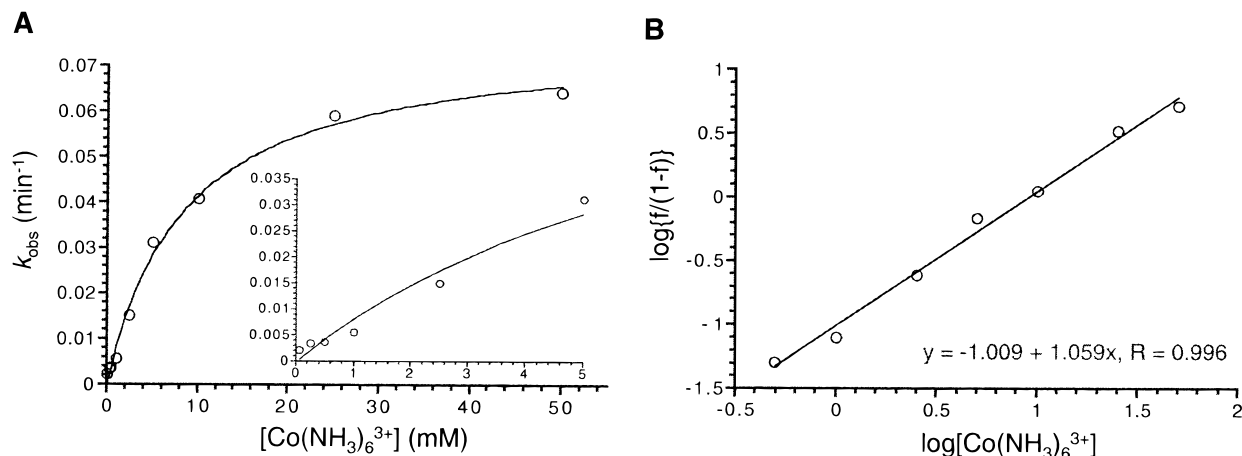 A
0.07
0.06
0.05
0.04
0.03
0.02
0.01
0
k_obs (min⁻¹)
0.035
0.03
0.025
0.02
0.015
0.01
0.005
0
0 1 2 3 4 5
0 10 20 30 40 50
[Co(NH₃)₆³⁺] (mM)
B
1
0.5
0
-0.5
-1
-1.5
log{f/(1-f)}
y = -1.009 + 1.059x, R = 0.996
-0.5 0 0.5 1 1.5 2
log[Co(NH₃)₆³⁺]